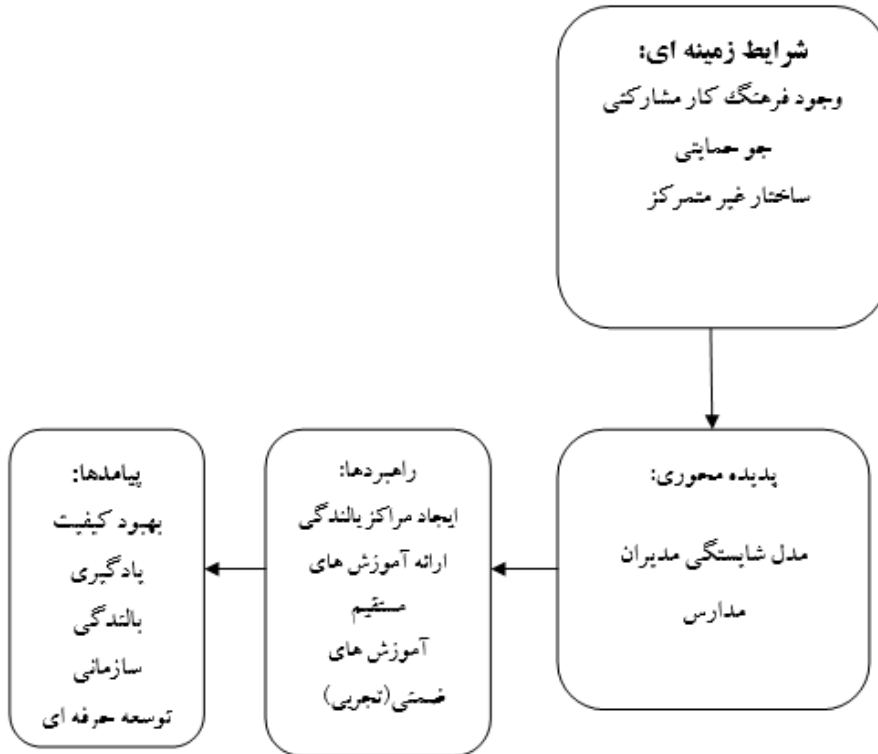 شرایط زمینه ای:
وجود فرهنگ کار مشارکتی
جو حمایتی
ساختار غیر متمرکز
پدیده محوری:
مدل شایستگی مدیران
مدارس
راهبردها:
ایجاد مراکز بالندگی
ارائه آموزش های
مستقیم
آموزش های
ضمنی(تجربی)
پیامدها:
بهبود کیفیت
یادگیری
بالندگی
سازمانی
توسعه حرفه ای